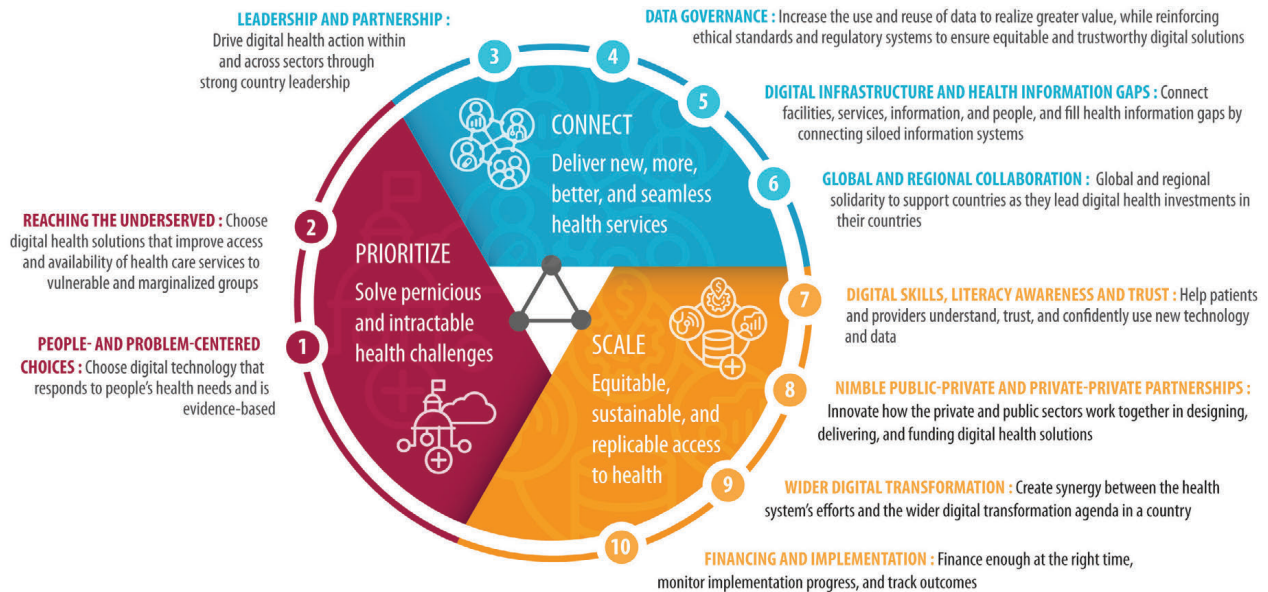 LEADERSHIP AND PARTNERSHIP :
Drive digital health action within
and across sectors through
strong country leadership
3
4
DATA GOVERNANCE : Increase the use and reuse of data to realize greater value, while reinforcing
ethical standards and regulatory systems to ensure equitable and trustworthy digital solutions
5
DIGITAL INFRASTRUCTURE AND HEALTH INFORMATION GAPS : Connect
facilities, services, information, and people, and fill health information gaps by
connecting siloed information systems
6
GLOBAL AND REGIONAL COLLABORATION : Global and regional
solidarity to support countries as they lead digital health investments in
their countries
CONNECT
Deliver new, more,
better, and seamless
health services
2
REACHING THE UNDERSERVED : Choose
digital health solutions that improve access
and availability of health care services to
vulnerable and marginalized groups
1
PEOPLE- AND PROBLEM-CENTERED
CHOICES : Choose digital technology that
responds to people's health needs and is
evidence-based
PRIORITIZE
Solve pernicious
and intractable
health challenges
$
$
SCALE
Equitable,
sustainable, and
replicable access
to health
7
DIGITAL SKILLS, LITERACY AWARENESS AND TRUST : Help patients
and providers understand, trust, and confidently use new technology
and data
8
NIMBLE PUBLIC-PRIVATE AND PRIVATE-PRIVATE PARTNERSHIPS :
Innovate how the private and public sectors work together in designing,
delivering, and funding digital health solutions
9
WIDER DIGITAL TRANSFORMATION : Create synergy between the health
system's efforts and the wider digital transformation agenda in a country
10
FINANCING AND IMPLEMENTATION : Finance enough at the right time,
monitor implementation progress, and track outcomes